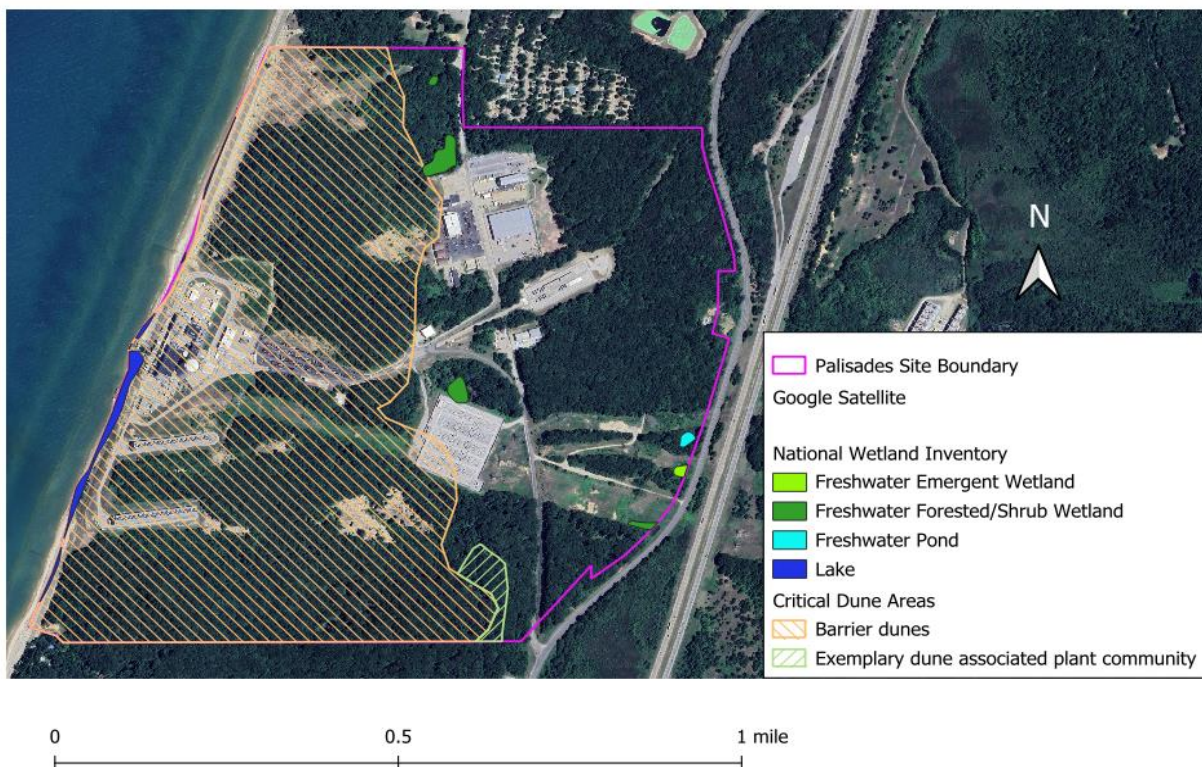 N
Palisades Site Boundary
Google Satellite
National Wetland Inventory
Freshwater Emergent Wetland
Freshwater Forested/Shrub Wetland
Freshwater Pond
Lake
Critical Dune Areas
Barrier dunes
Exemplary dune associated plant community
0 0.5 1 mile